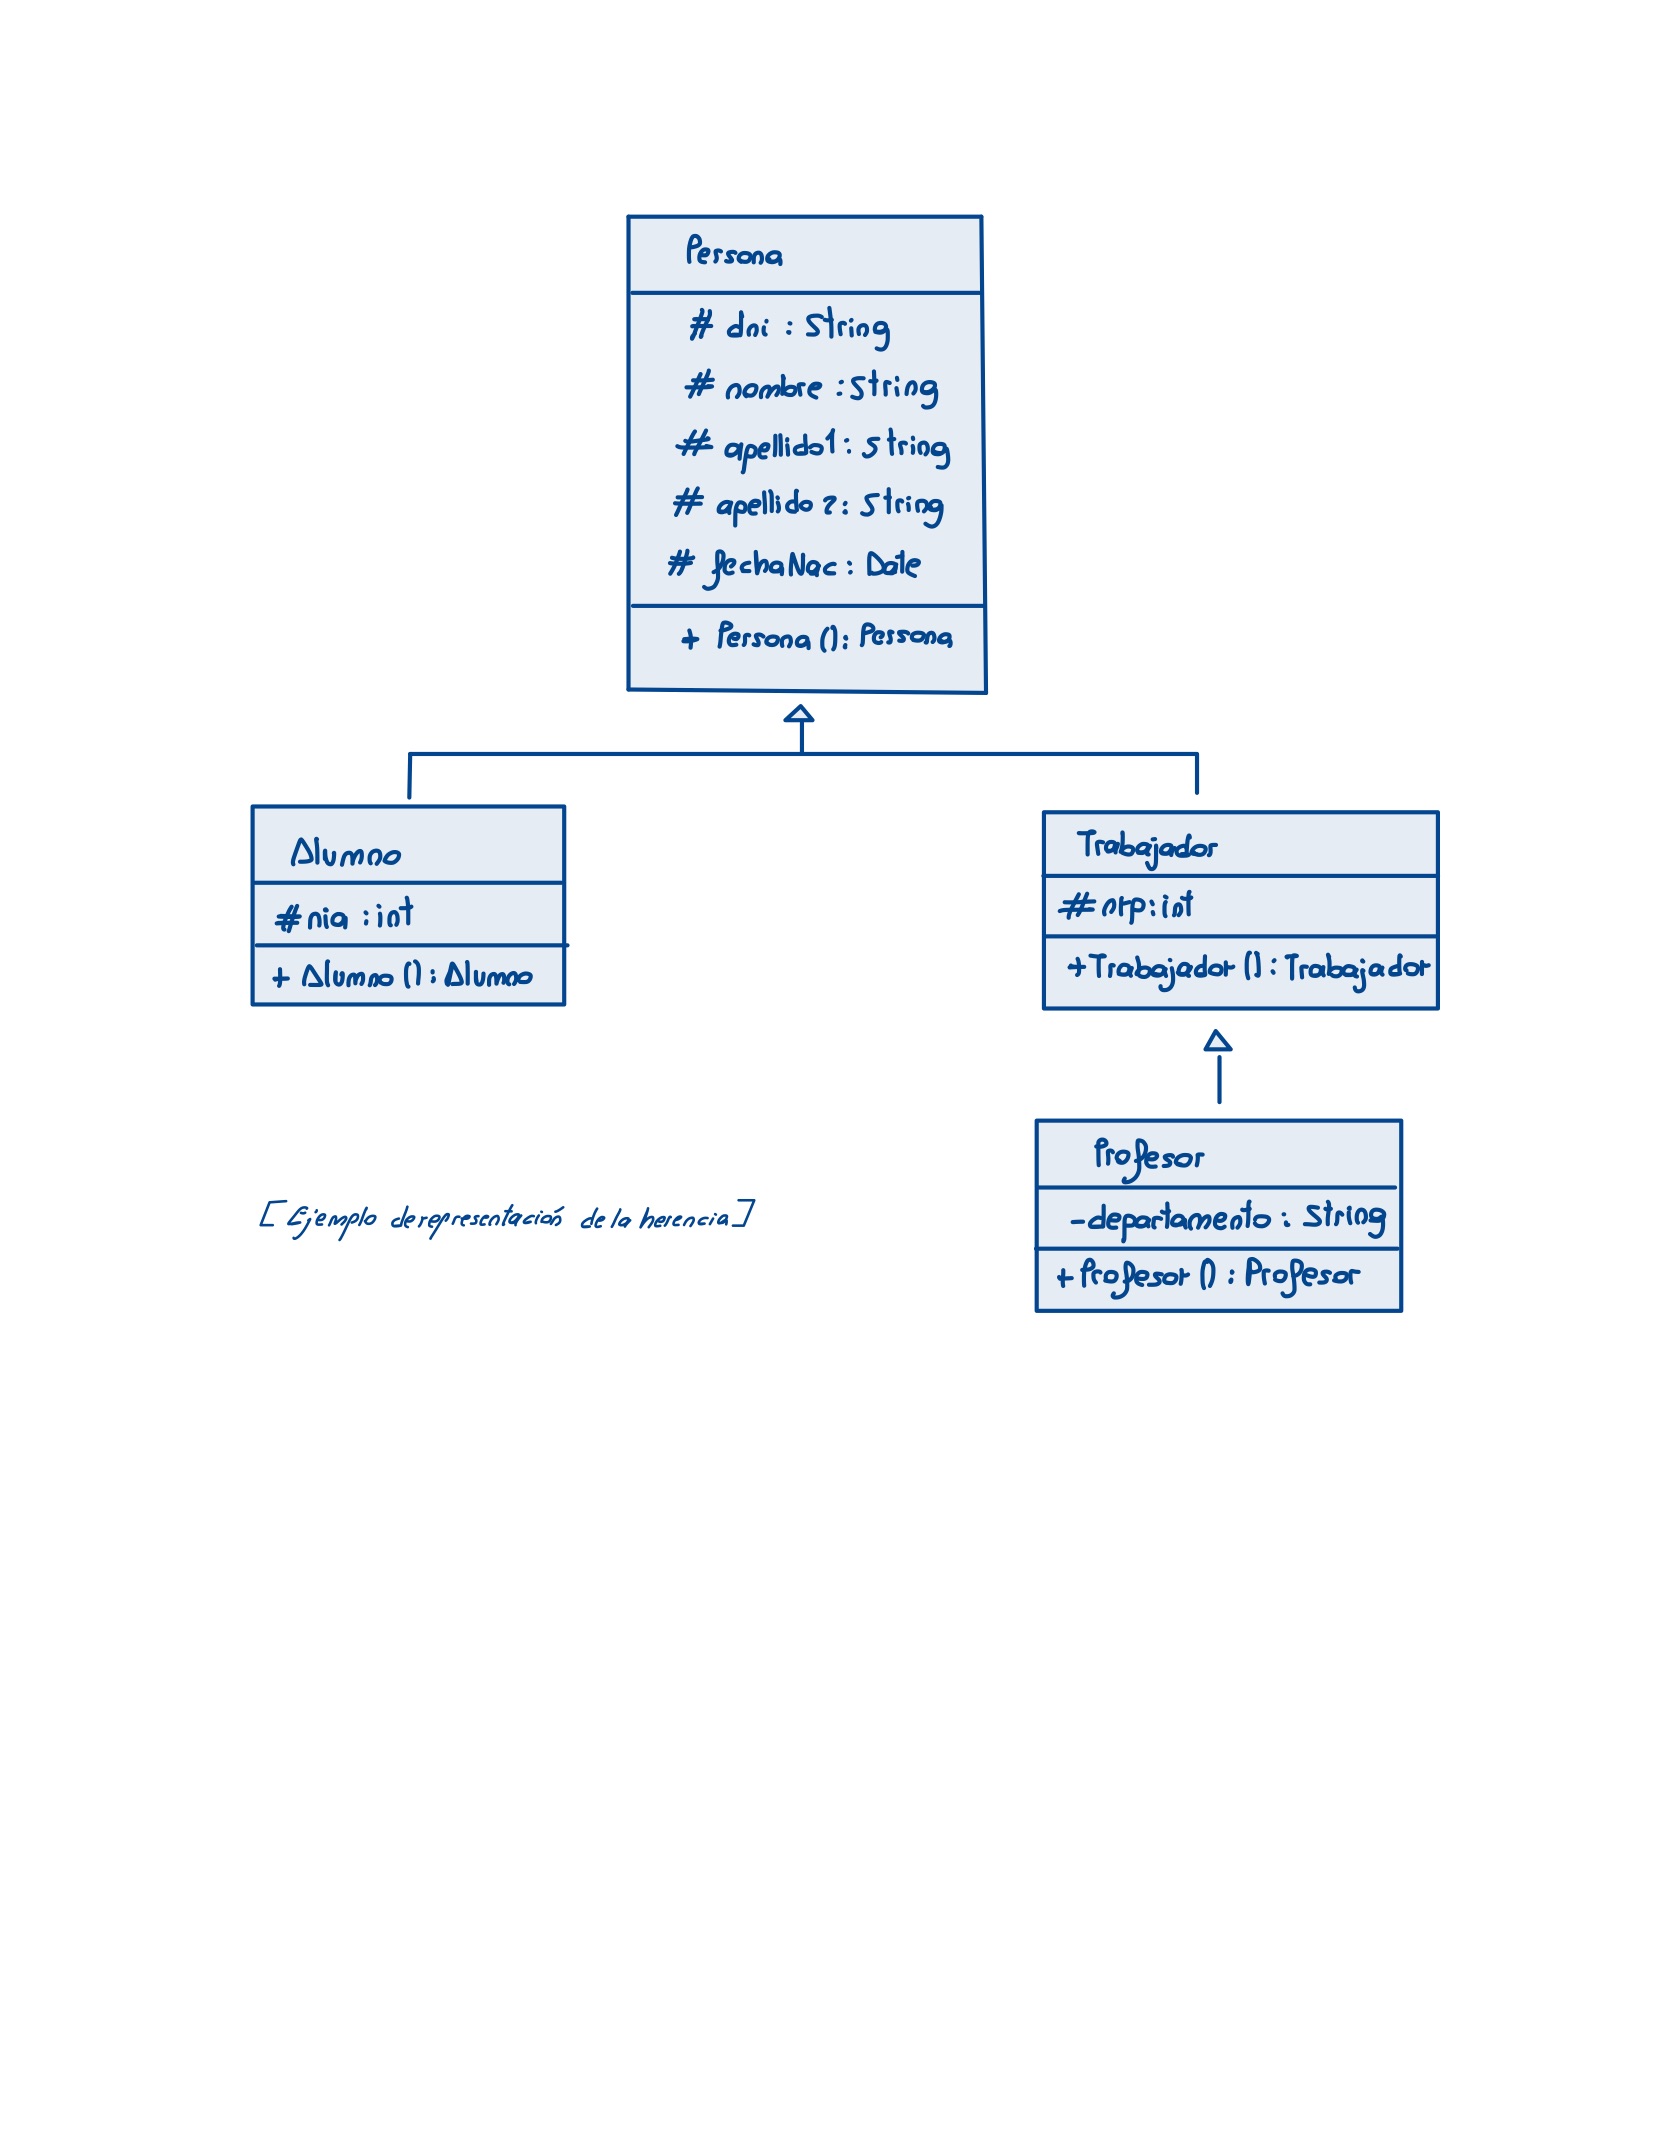 Persona
# dni : String
# nombre : String
# apellido1 : String
# apellido 2 : String
# fechaNac : Date
+ Persona () : Persona
Alumno
# nia : int
+ Alumno () : Alumno
Trabajador
# nrp : int
+ Trabajador () : Trabajador
Profesor
- departamento : String
+ Profesor () : Profesor
[Ejemplo de representación de la herencia]